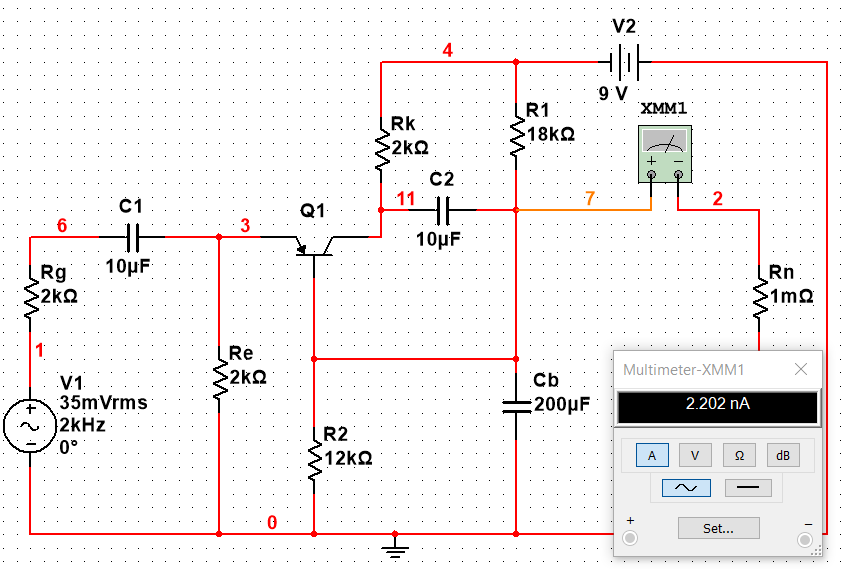 V2
4
9 V
XMM1
R1
18kΩ
Rk
2kΩ
+ −
C2
11
7
2
10µF
C1
Q1
6
3
10µF
Rg
2kΩ
Rn
1mΩ
1
Re
2kΩ
V1
35mVrms
2kHz
0°
+
−
Cb
200µF
R2
12kΩ
0
Multimeter-XMM1
2.202 nA
A V Ω dB
+ −
Set...